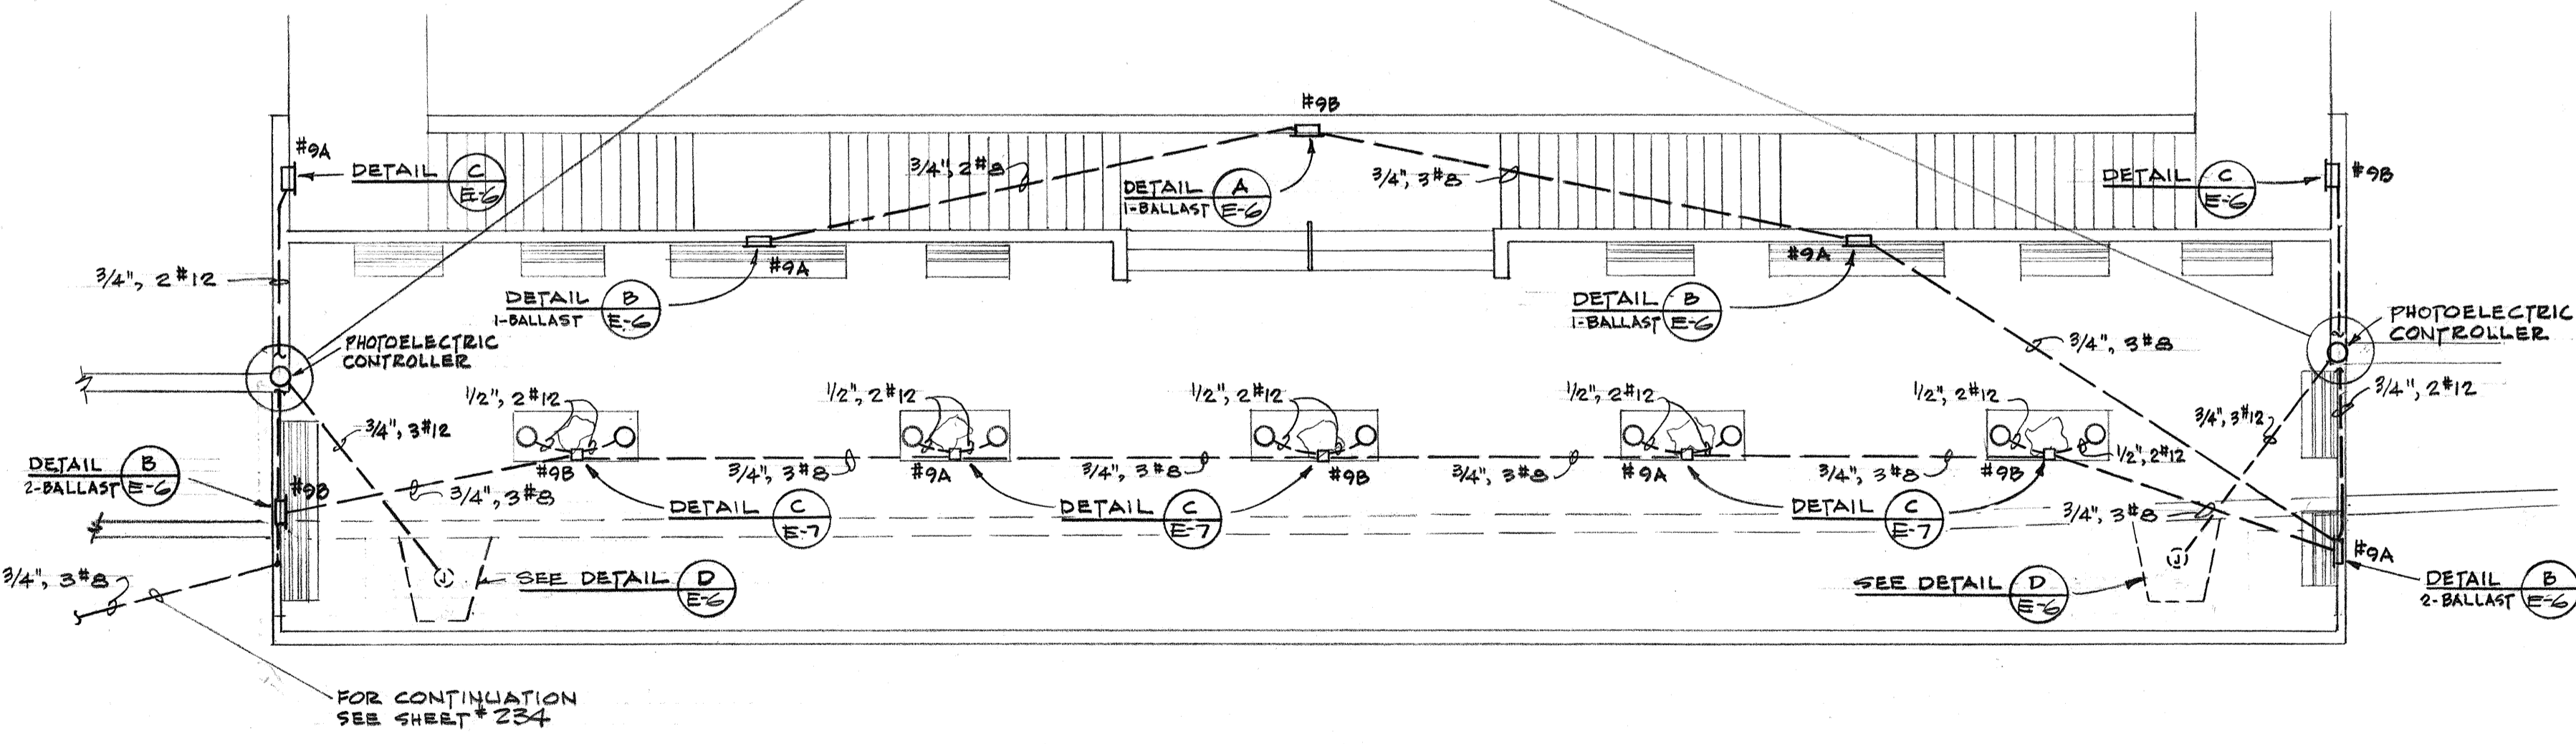 #9B
#9A
DETAIL C
E-6
3/4", 2#8
DETAIL A
1-BALLAST E-6
3/4", 3#8
DETAIL C
E-6
#9B
3/4", 2#12
#9A
DETAIL B
1-BALLAST E-6
#9A
DETAIL B
1-BALLAST E-6
PHOTOELECTRIC
CONTROLLER
3/4", 3#8
PHOTOELECTRIC
CONTROLLER
1/2", 2#12
1/2", 2#12
1/2", 2#12
1/2", 2#12
1/2", 2#12
3/4", 2#12
3/4", 3#12
3/4", 3#12
DETAIL B
2-BALLAST E-6
#9B
3/4", 3#8
#9B
3/4", 3#8
#9A
3/4", 3#8
#9B
3/4", 3#8
#9A
3/4", 3#8
#9B
1/2", 2#12
DETAIL C
E-7
DETAIL C
E-7
DETAIL C
E-7
3/4", 3#8
#9A
3/4", 3#8
J
SEE DETAIL D
E-6
SEE DETAIL D
E-6
J
DETAIL B
2-BALLAST E-6
FOR CONTINUATION
SEE SHEET #234